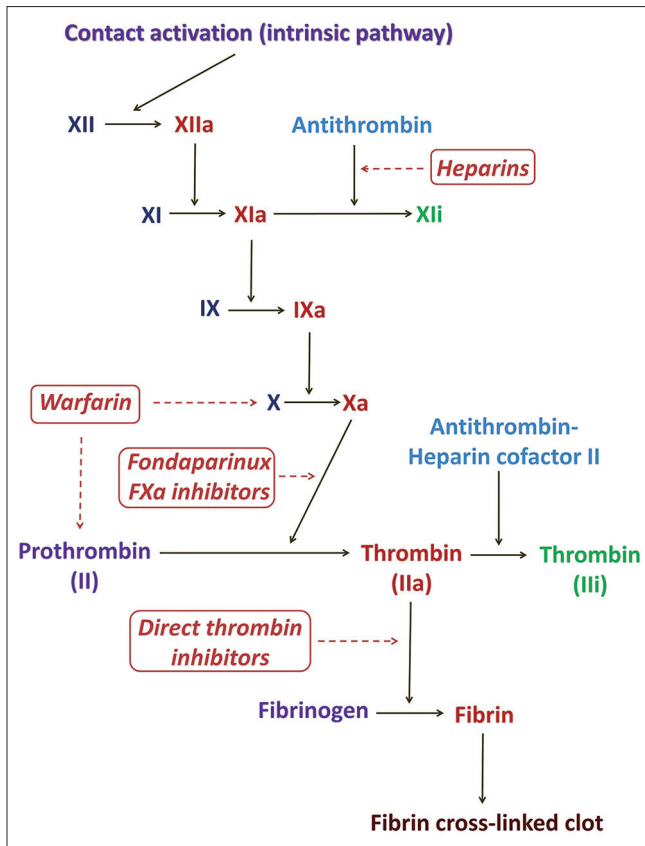 Contact activation (intrinsic pathway)
XII
XIIa
Antithrombin
Heparins
XI
XIa
XIi
IX
IXa
Warfarin
X
Xa
Antithrombin-
Heparin cofactor II
Fondaparinux
FXa inhibitors
Prothrombin
(II)
Thrombin
(IIa)
Thrombin
(IIi)
Direct thrombin
inhibitors
Fibrinogen
Fibrin
Fibrin cross-linked clot